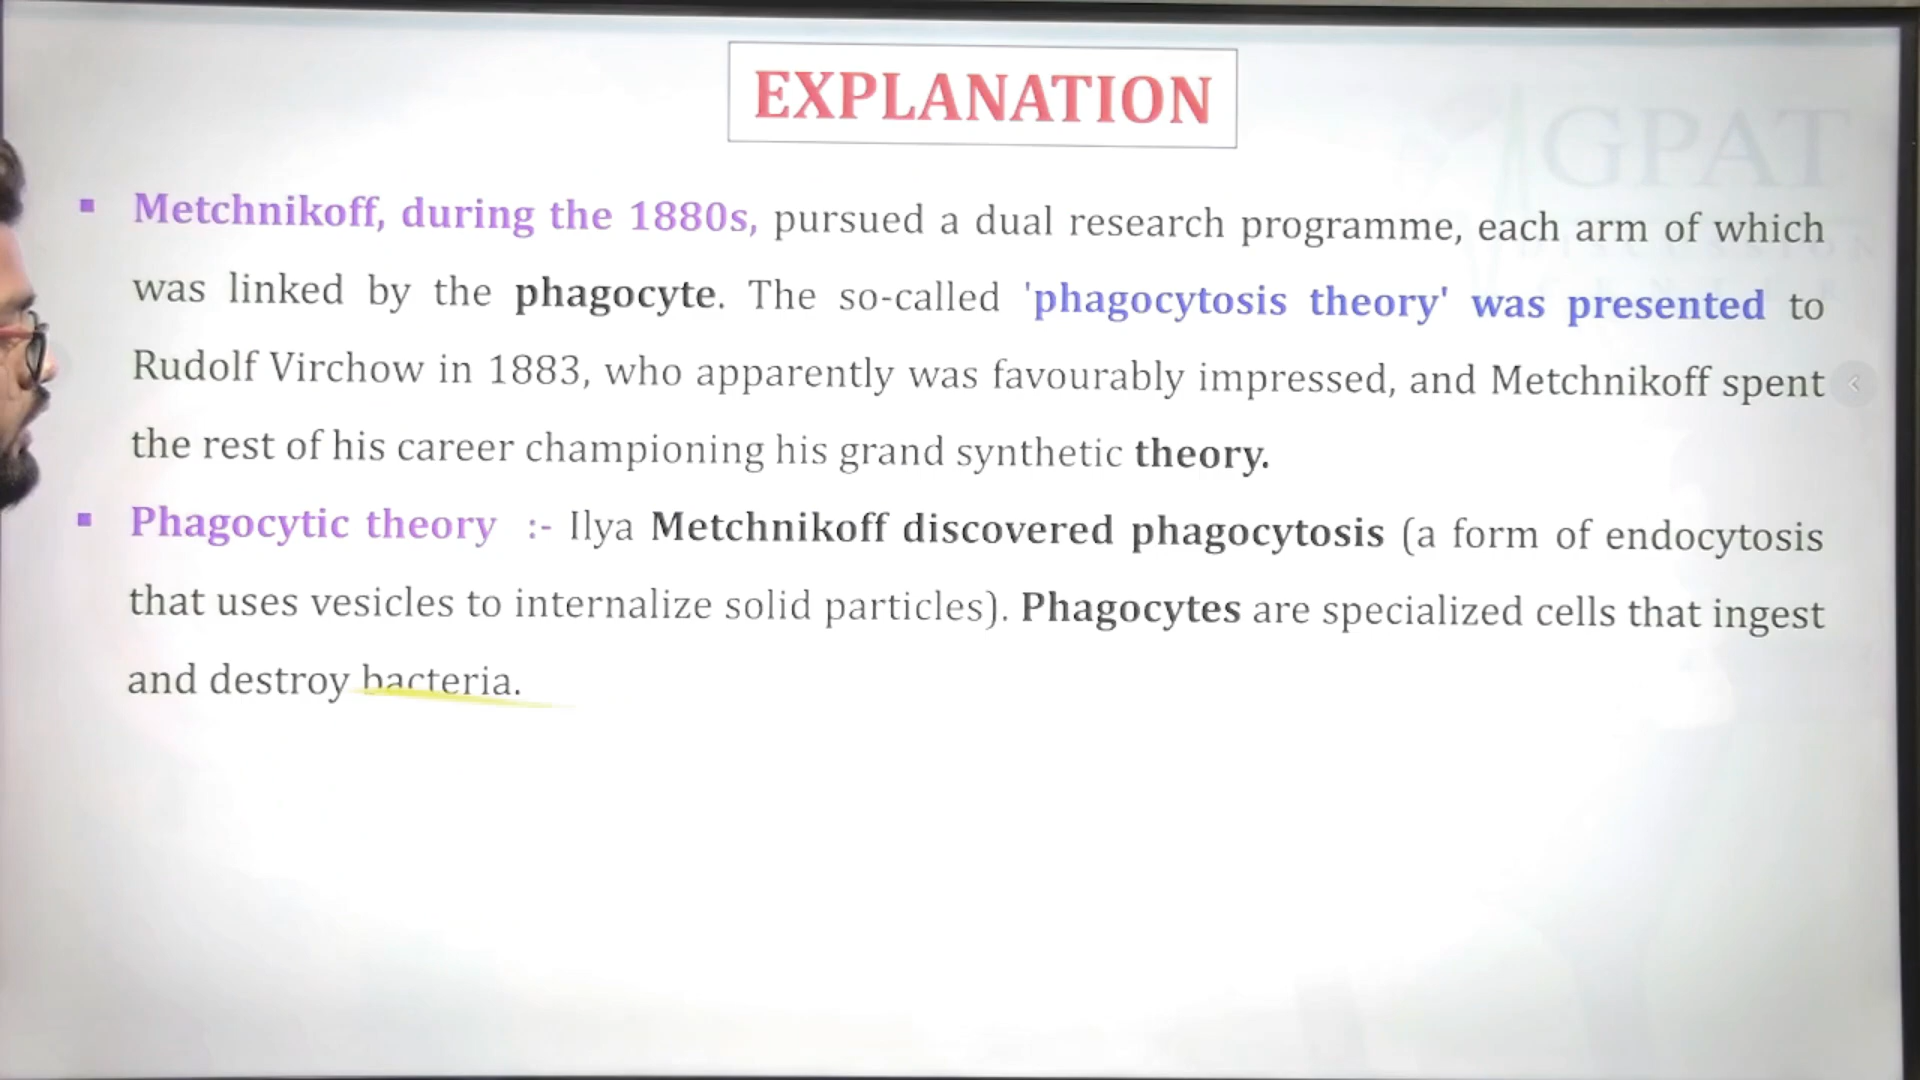 EXPLANATION
GPAT
▪ Metchnikoff, during the 1880s, pursued a dual research programme, each arm of which
was linked by the phagocyte. The so-called 'phagocytosis theory' was presented to
Rudolf Virchow in 1883, who apparently was favourably impressed, and Metchnikoff spent
the rest of his career championing his grand synthetic theory.
▪ Phagocytic theory :- Ilya Metchnikoff discovered phagocytosis (a form of endocytosis
that uses vesicles to internalize solid particles). Phagocytes are specialized cells that ingest
and destroy bacteria.